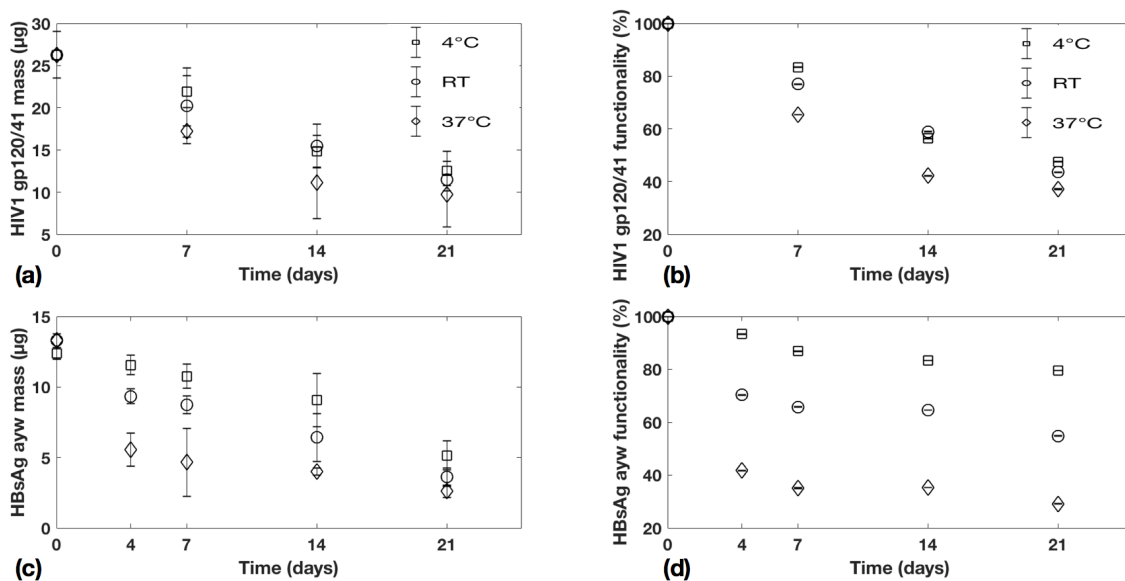 30
25
20
15
10
5
HIV1 gp120/41 mass (µg)
4°C
RT
37°C
0 7 14 21
Time (days)
(a)
100
80
60
40
20
HIV1 gp120/41 functionality (%)
4°C
RT
37°C
0 7 14 21
Time (days)
(b)
15
10
5
0
HBsAg ayw mass (µg)
0 4 7 14 21
Time (days)
(c)
100
80
60
40
20
HBsAg ayw functionality (%)
0 4 7 14 21
Time (days)
(d)